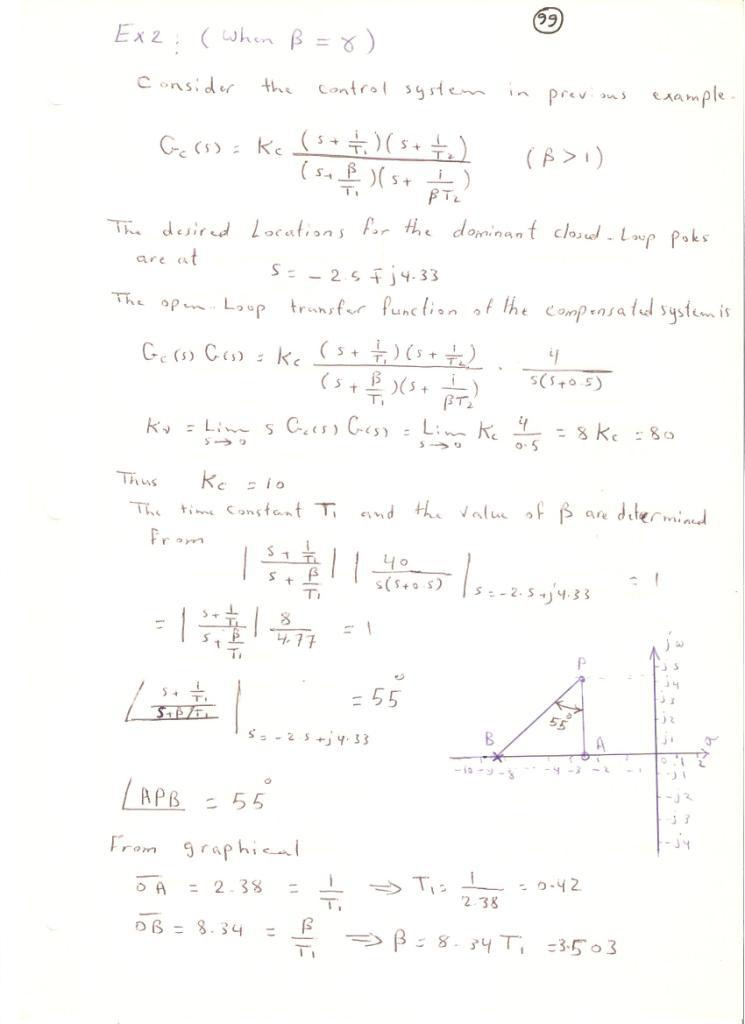 99
Ex2: (When β = γ)
Consider the control system in previous example.
Gc(s) = Kc (s + 1/T1)(s + 1/T2) / (s + β/T1)(s + 1/βT2)   (β > 1)
The desired Locations for the dominant closed-Loop poles
are at   s = -2.5 ∓ j4.33
The open-Loop transfer function of the compensated system is
Gc(s) G(s) = Kc (s + 1/T1)(s + 1/T2) / (s + β/T1)(s + 1/βT2) . 4 / s(s+0.5)
Kv = Lim s→0 s Gc(s) G(s) = Lim s→0 Kc 4/0.5 = 8 Kc = 80
Thus   Kc = 10
The time constant T1 and the value of β are determined
From
| (s + 1/T1) / (s + β/T1) | | 40 / s(s+0.5) | s=-2.5+j4.33 = 1
= | (s + 1/T1) / (s + β/T1) | 8/4.77 = 1
∠ (s + 1/T1) / (s + β/T1) | s=-2.5+j4.33 = 55°
jω
j5
j4
j3
j2
j1
P
55°
B
A
σ
-10 -9 -8 ... -4 -3 -2 -1 0 1 2
-j1
-j2
-j3
-j4
∠APB = 55°
From graphical
OA = 2.38 = 1/T1 ⇒ T1 = 1/2.38 = 0.42
OB = 8.34 = β/T1 ⇒ β = 8.34 T1 = 3.503